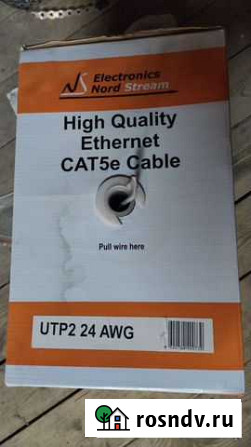 Electronics
Nord Stream
High Quality
Ethernet
CAT5e Cable
Pull wire here
UTP2 24 AWG
rosndv.ru